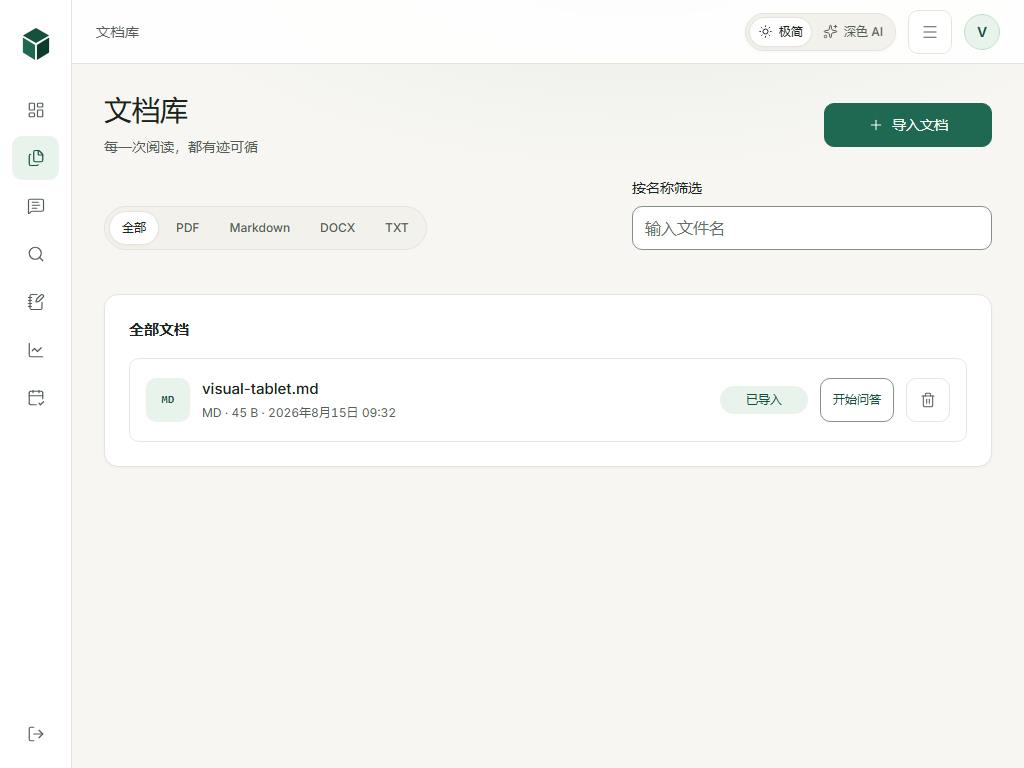 文档库
极简
深色 AI
V
文档库
每一次阅读，都有迹可循
导入文档
按名称筛选
全部
PDF
Markdown
DOCX
TXT
输入文件名
全部文档
MD
visual-tablet.md
MD · 45 B · 2026年8月15日 09:32
已导入
开始问答